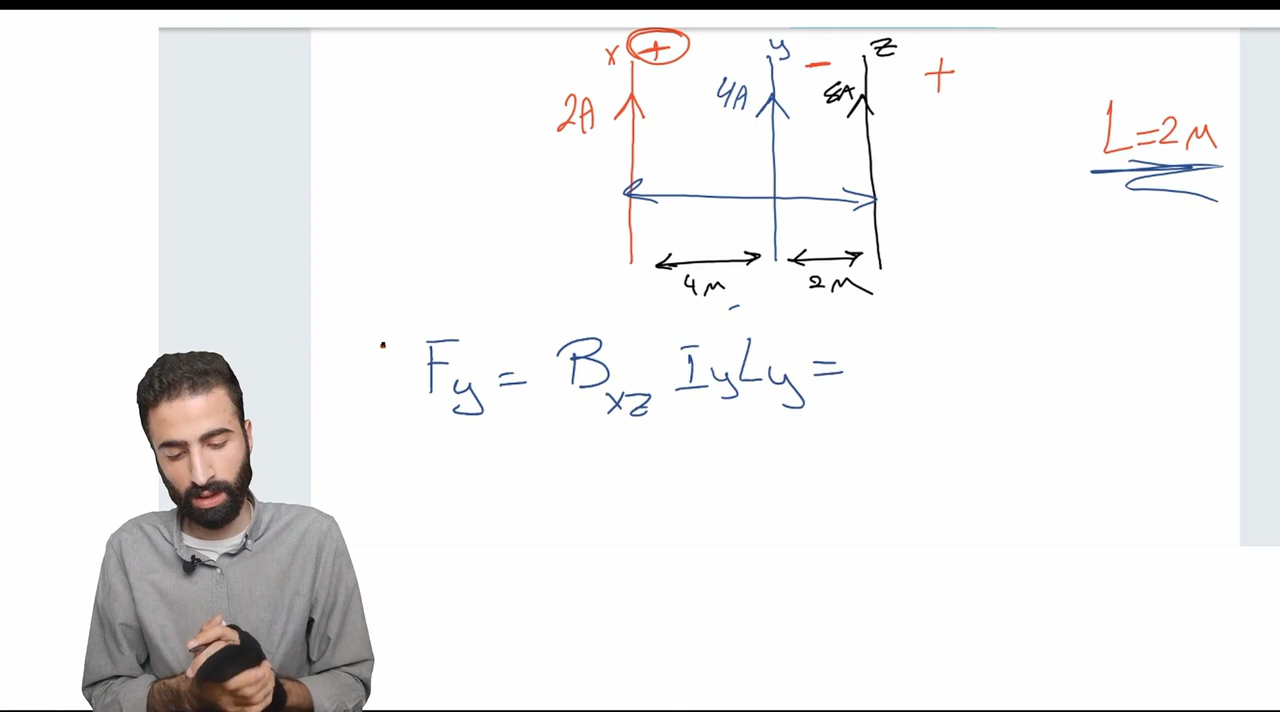 x + y - z +
2A 4A 8A
L=2M
4M 2M
Fy = Bxz IyLy =